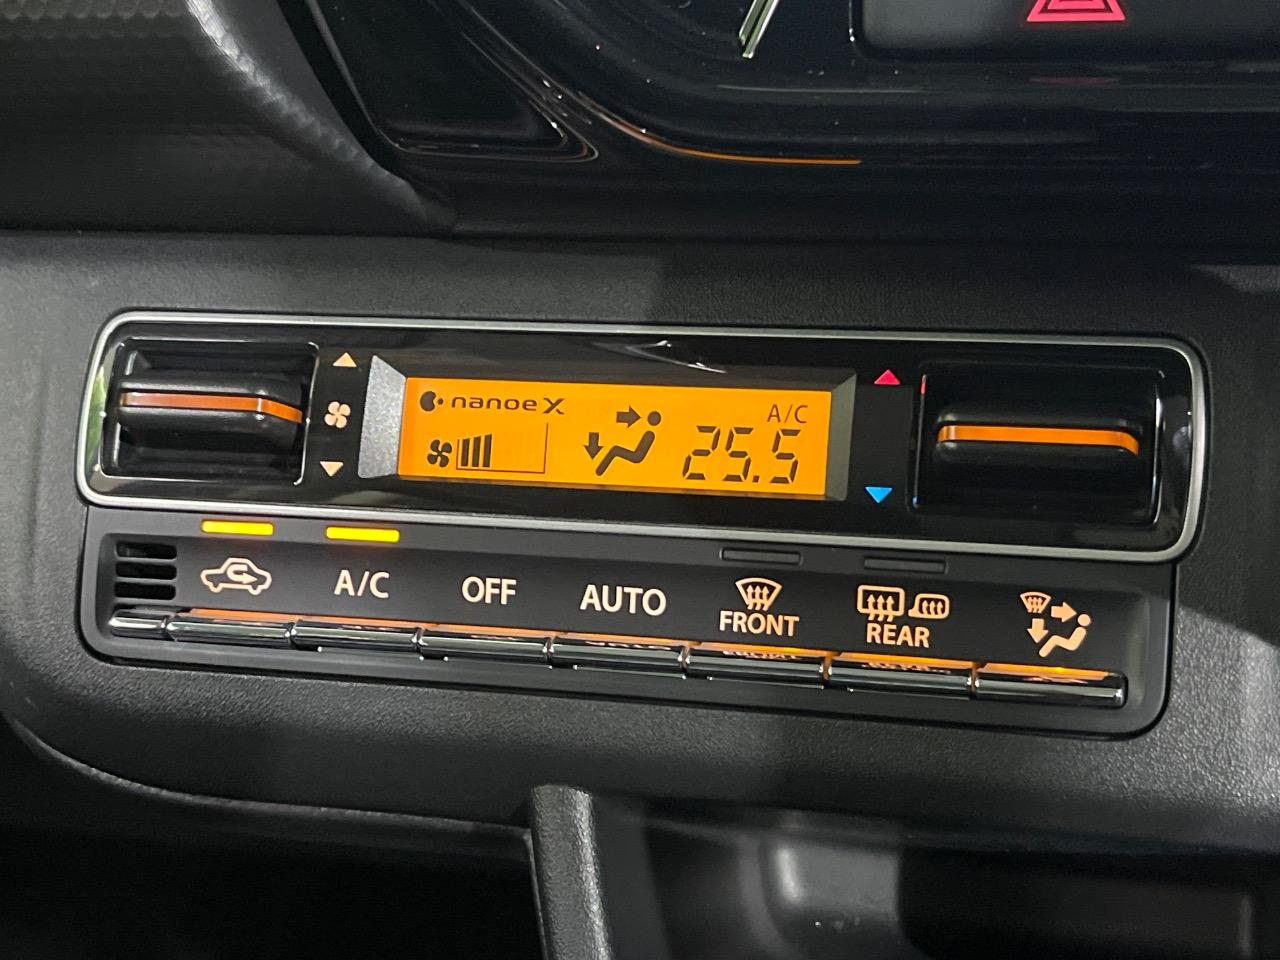 nanoe X
A/C
25.5
A/C
OFF
AUTO
FRONT
REAR